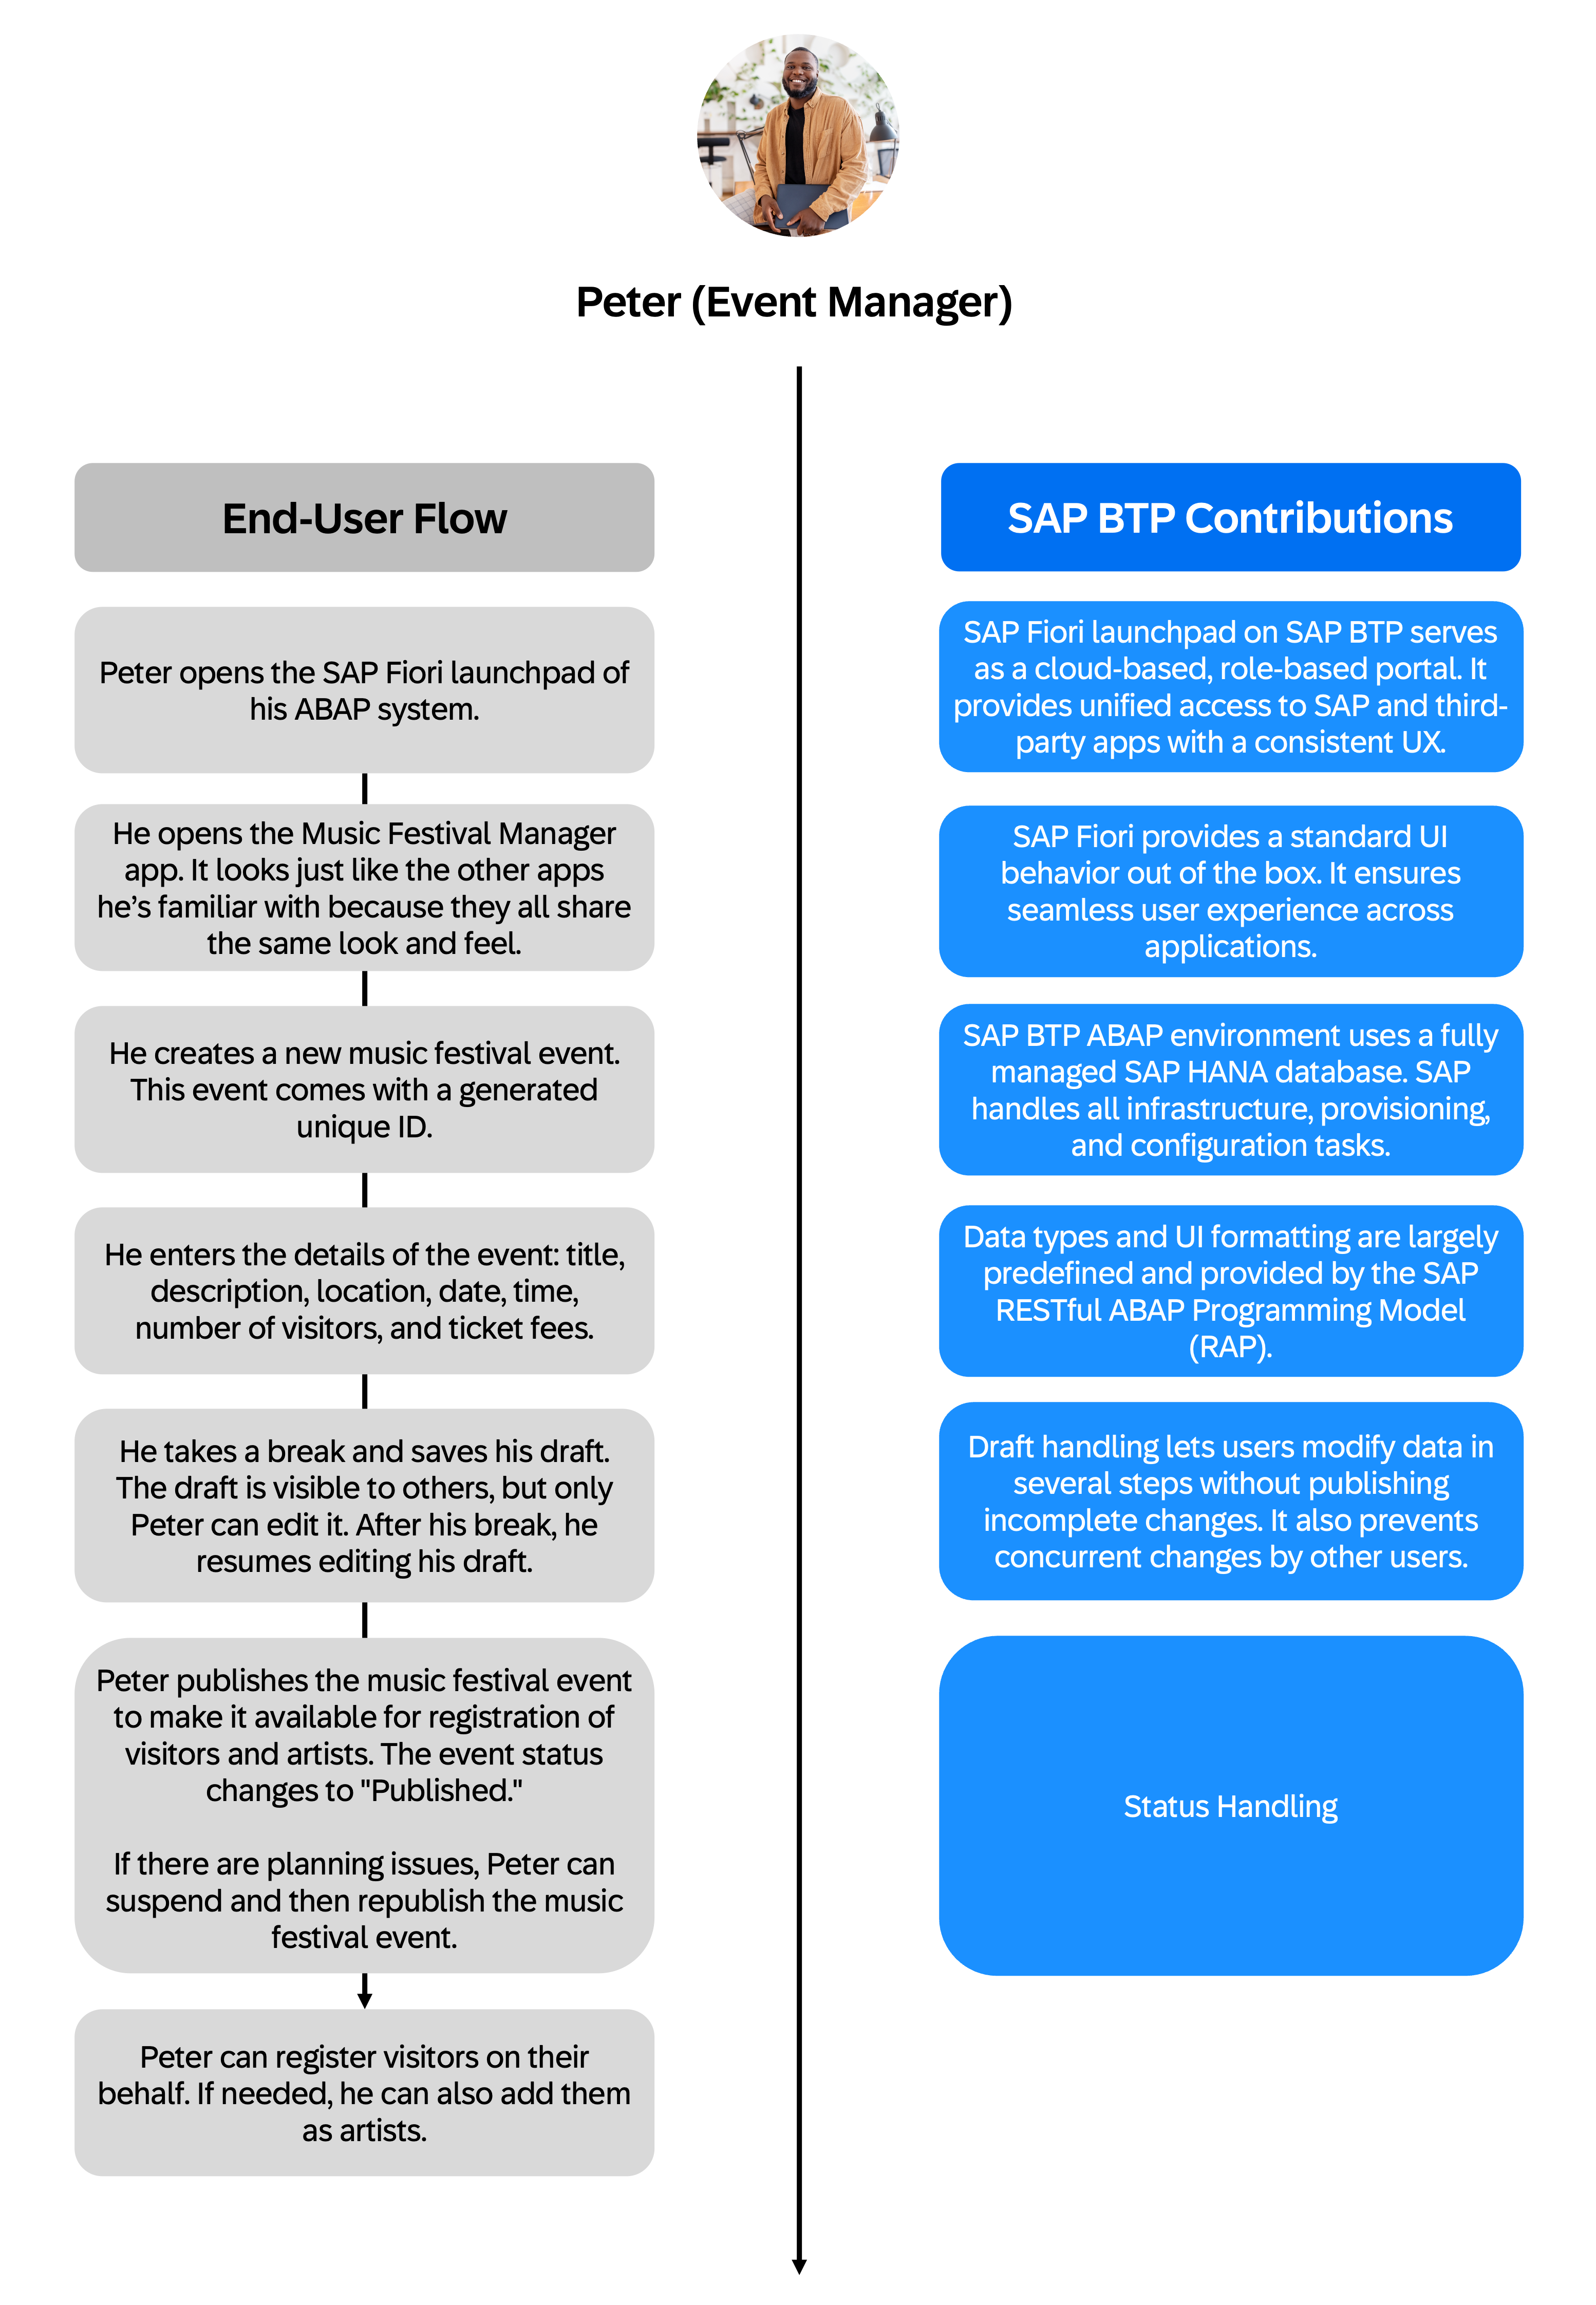 Peter (Event Manager)
End-User Flow
Peter opens the SAP Fiori launchpad of
his ABAP system.
He opens the Music Festival Manager
app. It looks just like the other apps
he’s familiar with because they all share
the same look and feel.
He creates a new music festival event.
This event comes with a generated
unique ID.
He enters the details of the event: title,
description, location, date, time,
number of visitors, and ticket fees.
He takes a break and saves his draft.
The draft is visible to others, but only
Peter can edit it. After his break, he
resumes editing his draft.
Peter publishes the music festival event
to make it available for registration of
visitors and artists. The event status
changes to "Published."
If there are planning issues, Peter can
suspend and then republish the music
festival event.
Peter can register visitors on their
behalf. If needed, he can also add them
as artists.
SAP BTP Contributions
SAP Fiori launchpad on SAP BTP serves
as a cloud-based, role-based portal. It
provides unified access to SAP and third-
party apps with a consistent UX.
SAP Fiori provides a standard UI
behavior out of the box. It ensures
seamless user experience across
applications.
SAP BTP ABAP environment uses a fully
managed SAP HANA database. SAP
handles all infrastructure, provisioning,
and configuration tasks.
Data types and UI formatting are largely
predefined and provided by the SAP
RESTful ABAP Programming Model
(RAP).
Draft handling lets users modify data in
several steps without publishing
incomplete changes. It also prevents
concurrent changes by other users.
Status Handling